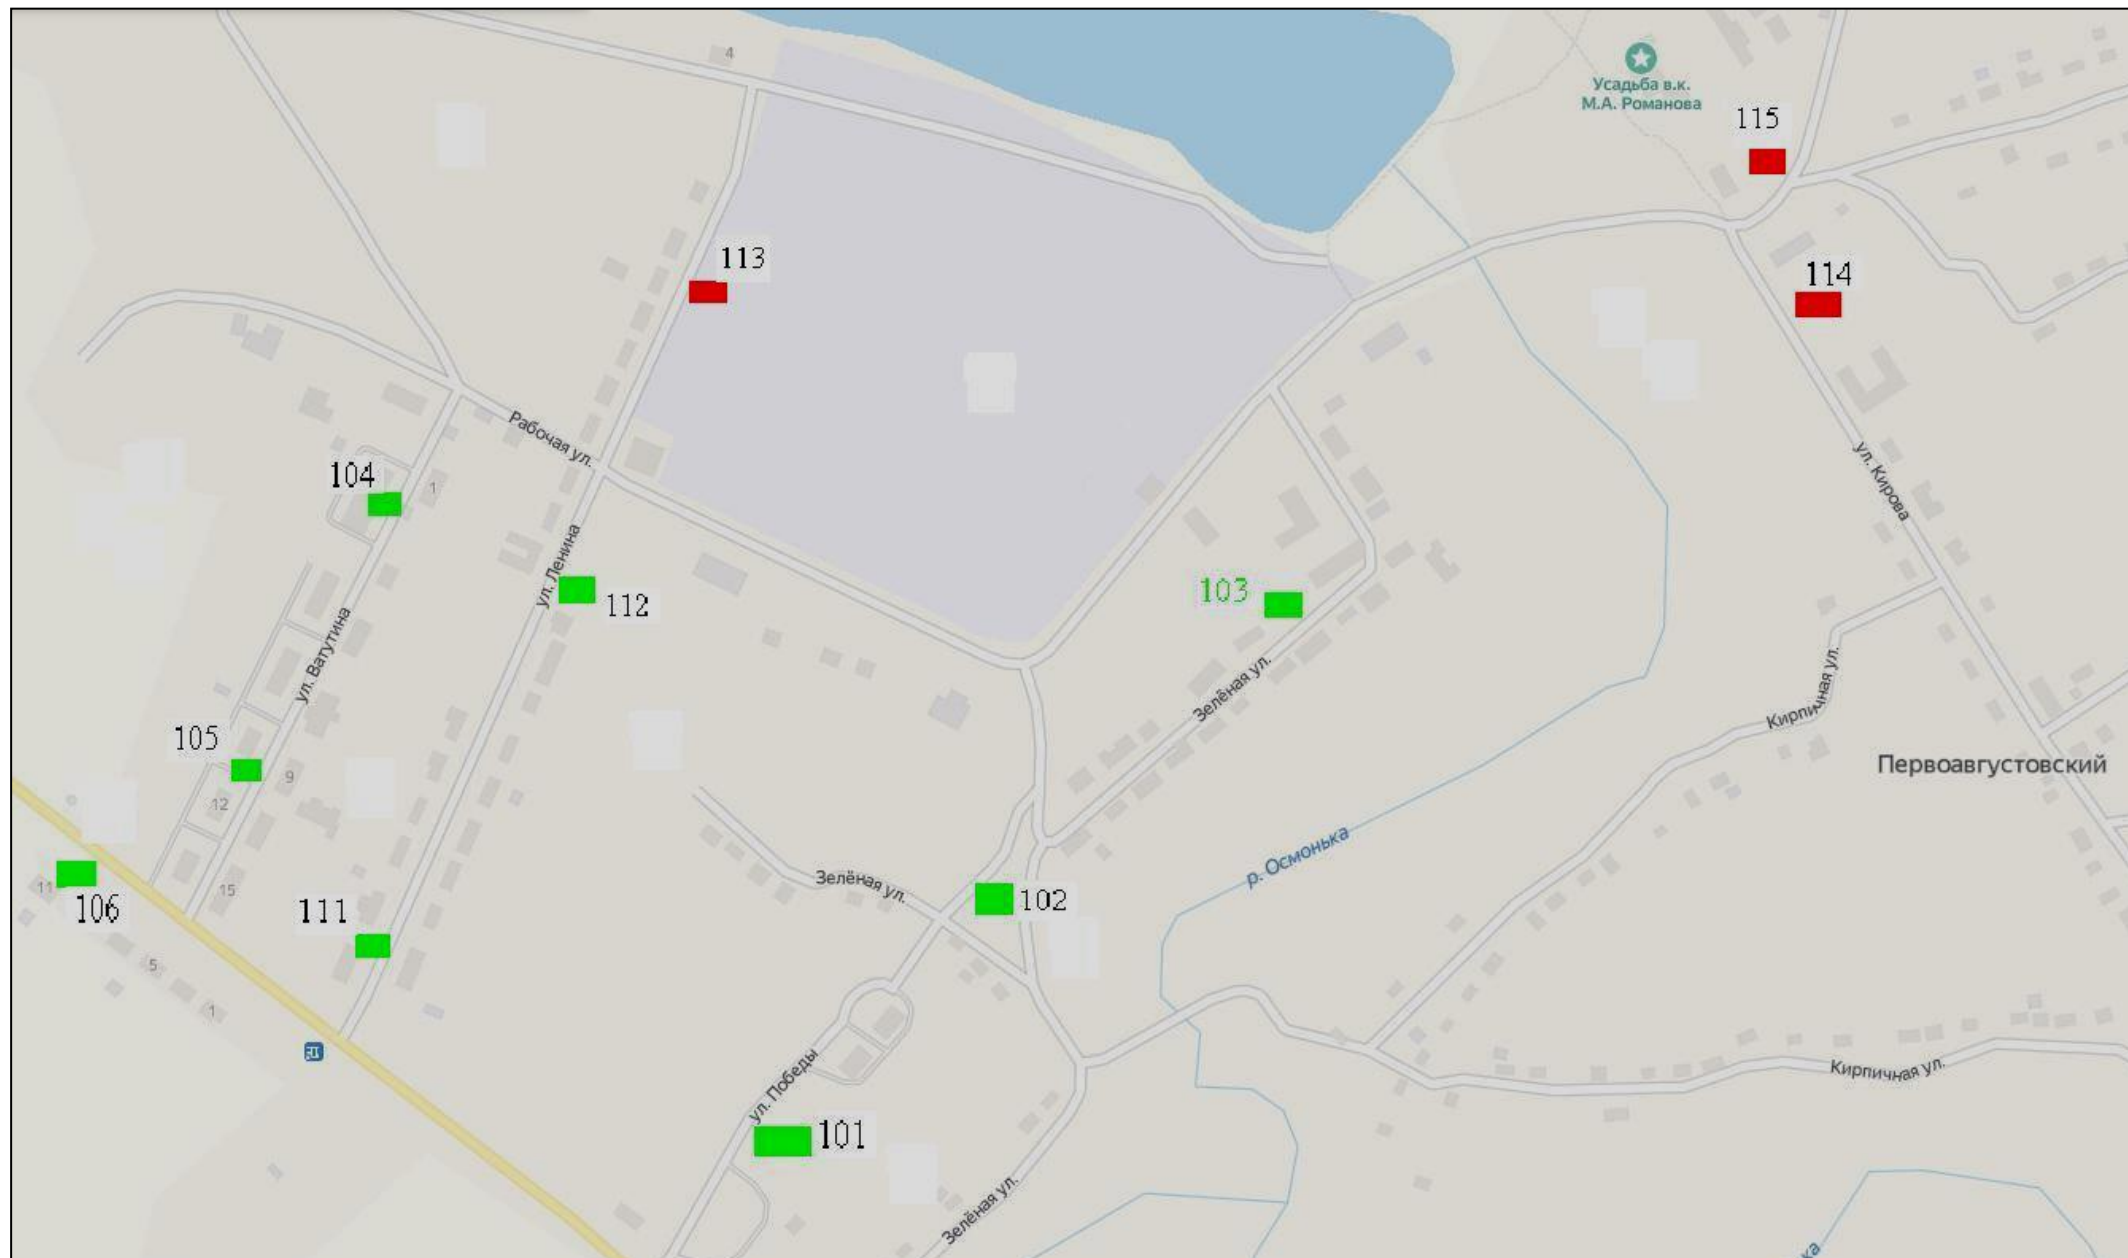 4
Усадьба в.к.
М.А. Романова
115
113
114
Рабочая ул.
ул. Кирова
104
1
ул. Ленина
103
112
ул. Ватутина
Зелёная ул.
Кирпичная ул.
105
9
12
Первоавгустовский
р. Осмонька
11
106
15
111
Зелёная ул.
102
5
1
ул. Победы
Кирпичная ул.
101
Зелёная ул.
ка